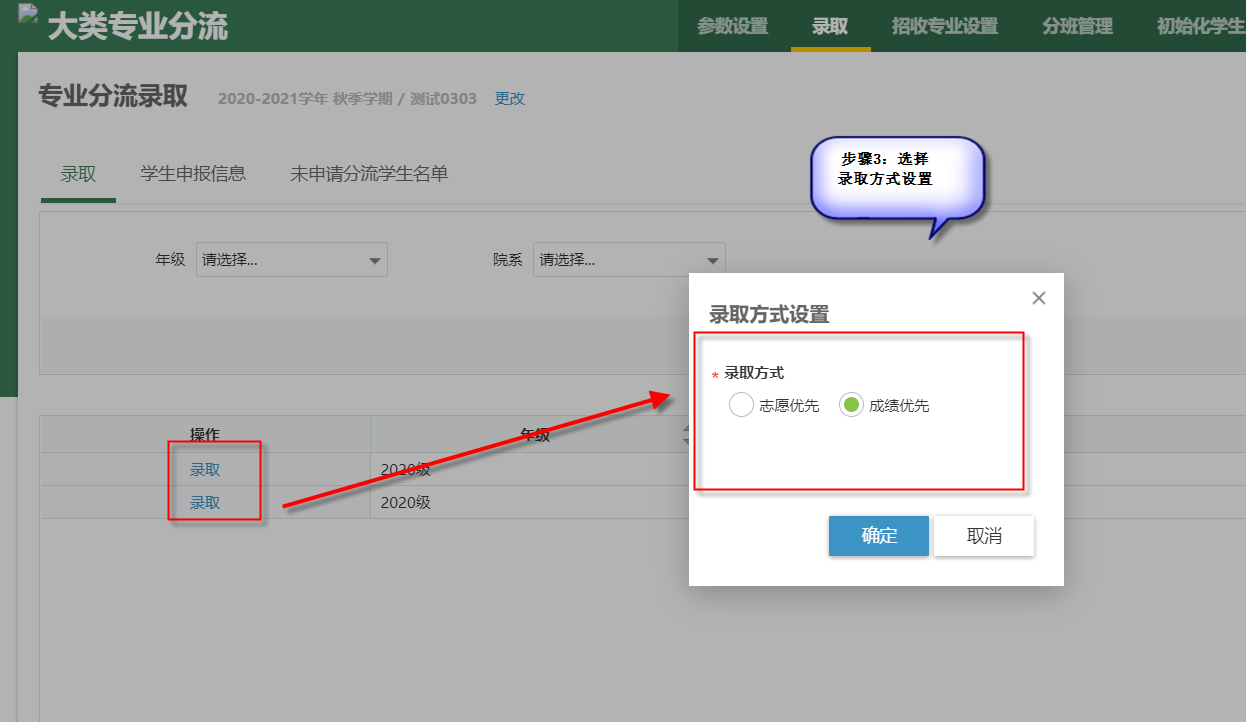 大类专业分流
参数设置 录取 招收专业设置 分班管理 初始化学生
专业分流录取 2020-2021学年 秋季学期 / 测试0303 更改
录取 学生申报信息 未申请分流学生名单
步骤3：选择
录取方式设置
年级 请选择... 院系 请选择...
录取方式设置
* 录取方式
志愿优先 成绩优先
操作 年级
录取 2020级
录取 2020级
确定 取消